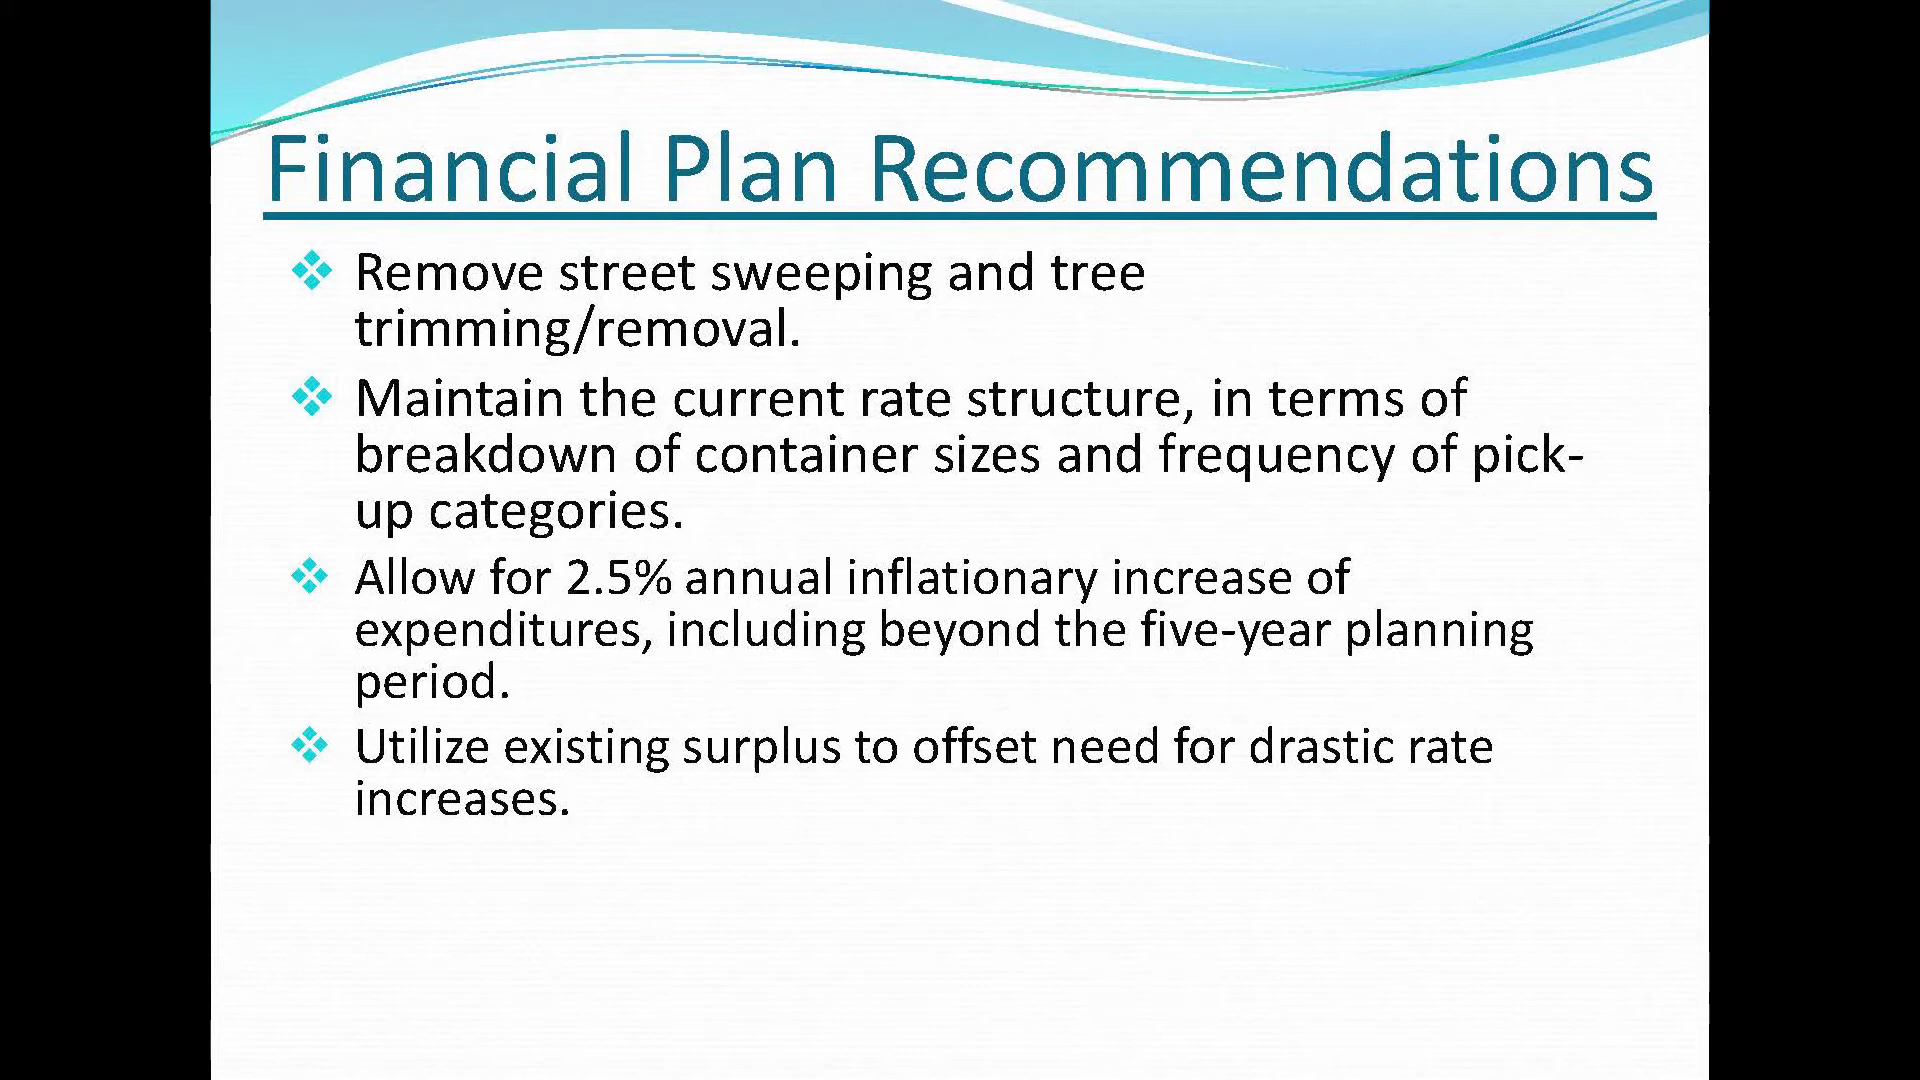 Financial Plan Recommendations
Remove street sweeping and tree
trimming/removal.
Maintain the current rate structure, in terms of
breakdown of container sizes and frequency of pick-
up categories.
Allow for 2.5% annual inflationary increase of
expenditures, including beyond the five-year planning
period.
Utilize existing surplus to offset need for drastic rate
increases.